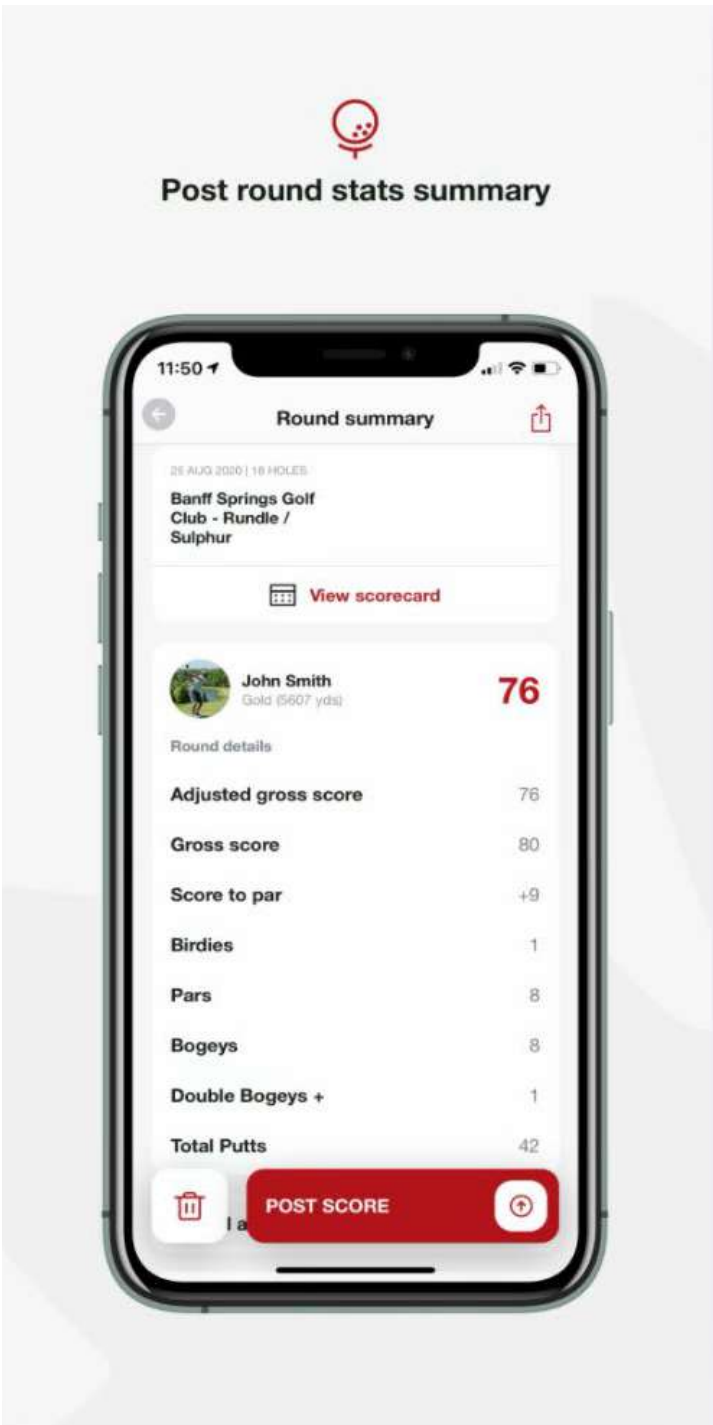 Post round stats summary
11:50
Round summary
26 AUG 2020 | 18 HOLES
Banff Springs Golf
Club - Rundle /
Sulphur
View scorecard
John Smith
76
Gold (5607 yds)
Round details
Adjusted gross score 76
Gross score 80
Score to par +9
Birdies 1
Pars 8
Bogeys 8
Double Bogeys + 1
Total Putts 42
POST SCORE